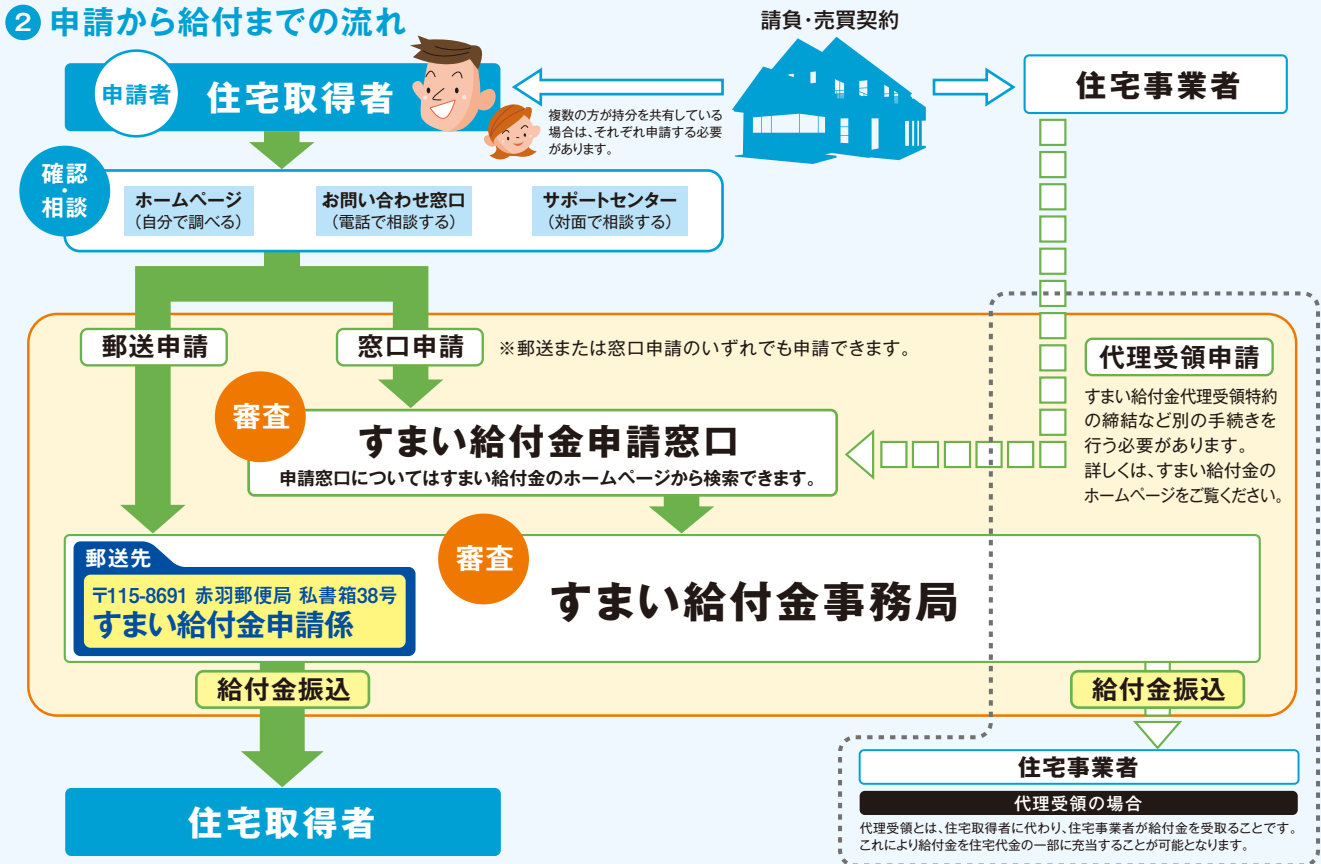 2 申請から給付までの流れ
請負・売買契約
申請者
住宅取得者
住宅事業者
複数の方が持分を共有している
場合は、それぞれ申請する必要
があります。
確認
・
相談
ホームページ
（自分で調べる）
お問い合わせ窓口
（電話で相談する）
サポートセンター
（対面で相談する）
郵送申請
窓口申請
※郵送または窓口申請のいずれでも申請できます。
代理受領申請
すまい給付金代理受領特約
の締結など別の手続きを
行う必要があります。
詳しくは、すまい給付金の
ホームページをご覧ください。
審査
すまい給付金申請窓口
申請窓口についてはすまい給付金のホームページから検索できます。
審査
郵送先
〒115-8691 赤羽郵便局 私書箱38号
すまい給付金申請係
すまい給付金事務局
給付金振込
給付金振込
住宅取得者
住宅事業者
代理受領の場合
代理受領とは、住宅取得者に代わり、住宅事業者が給付金を受取ることです。
これにより給付金を住宅代金の一部に充当することが可能となります。